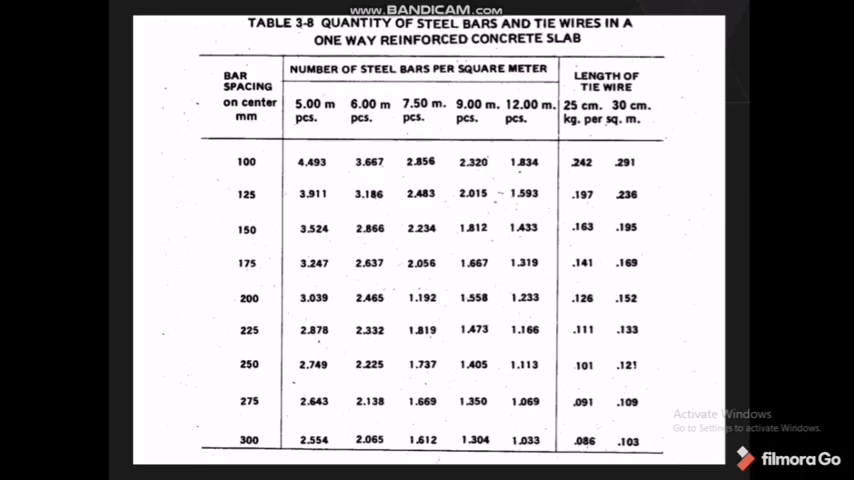 WWW.BANDICAM.COM
TABLE 3-8 QUANTITY OF STEEL BARS AND TIE WIRES IN A
ONE WAY REINFORCED CONCRETE SLAB
BAR SPACING on center mm
NUMBER OF STEEL BARS PER SQUARE METER
LENGTH OF TIE WIRE
5.00 m pcs. 6.00 m pcs. 7.50 m. pcs. 9.00 m. pcs. 12.00 m. pcs. 25 cm. 30 cm.
kg. per sq. m.
100 4.493 3.667 2.856 2.320 1.834 .242 .291
125 3.911 3.186 2.483 2.015 1.593 .197 .236
150 3.524 2.866 2.234 1.812 1.433 .163 .195
175 3.247 2.637 2.056 1.667 1.319 .141 .169
200 3.039 2.465 1.192 1.558 1.233 .126 .152
225 2.878 2.332 1.819 1.473 1.166 .111 .133
250 2.749 2.225 1.737 1.405 1.113 101 .121
275 2.643 2.138 1.669 1.350 1.069 .091 .109
300 2.554 2.065 1.612 1.304 1.033 .086 .103
Activate Windows
Go to Settings to activate Windows.
filmora Go